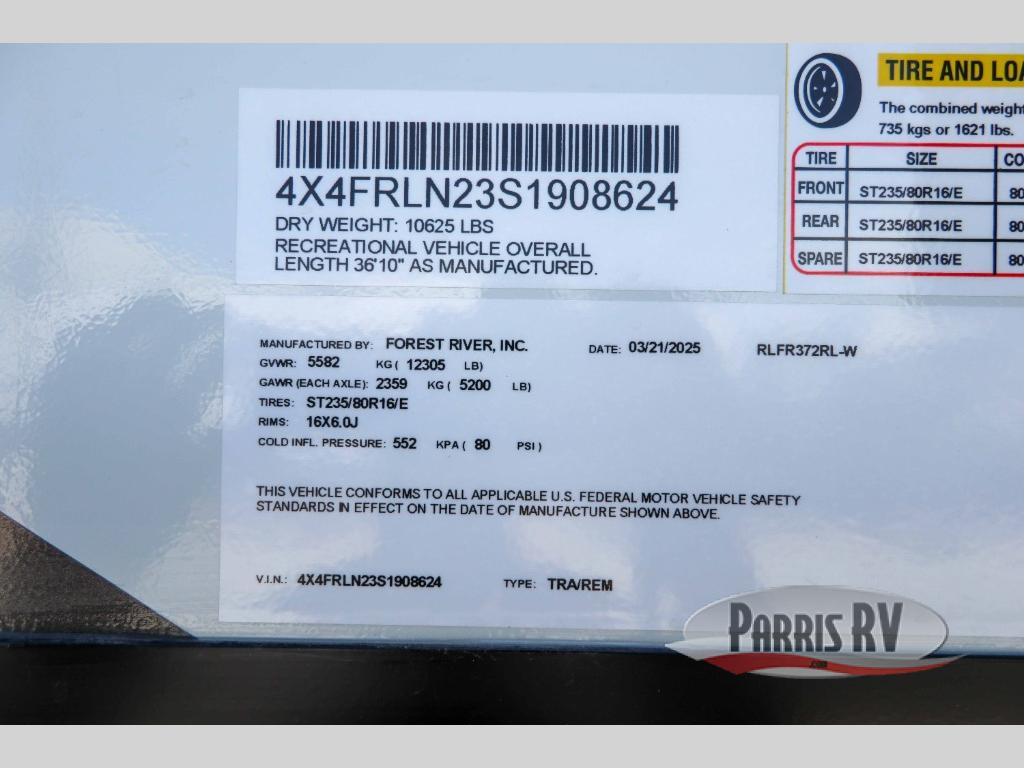 4X4FRLN23S1908624
DRY WEIGHT: 10625 LBS
RECREATIONAL VEHICLE OVERALL
LENGTH 36'10" AS MANUFACTURED.
TIRE AND LOA
The combined weight
735 kgs or 1621 lbs.
TIRE SIZE CO
FRONT ST235/80R16/E 80
REAR ST235/80R16/E 80
SPARE ST235/80R16/E 80
MANUFACTURED BY: FOREST RIVER, INC. DATE: 03/21/2025 RLFR372RL-W
GVWR: 5582 KG ( 12305 LB)
GAWR (EACH AXLE): 2359 KG ( 5200 LB)
TIRES: ST235/80R16/E
RIMS: 16X6.0J
COLD INFL. PRESSURE: 552 KPA ( 80 PSI )
THIS VEHICLE CONFORMS TO ALL APPLICABLE U.S. FEDERAL MOTOR VEHICLE SAFETY
STANDARDS IN EFFECT ON THE DATE OF MANUFACTURE SHOWN ABOVE.
V.I.N.: 4X4FRLN23S1908624 TYPE: TRA/REM
PARRIS RV
.com